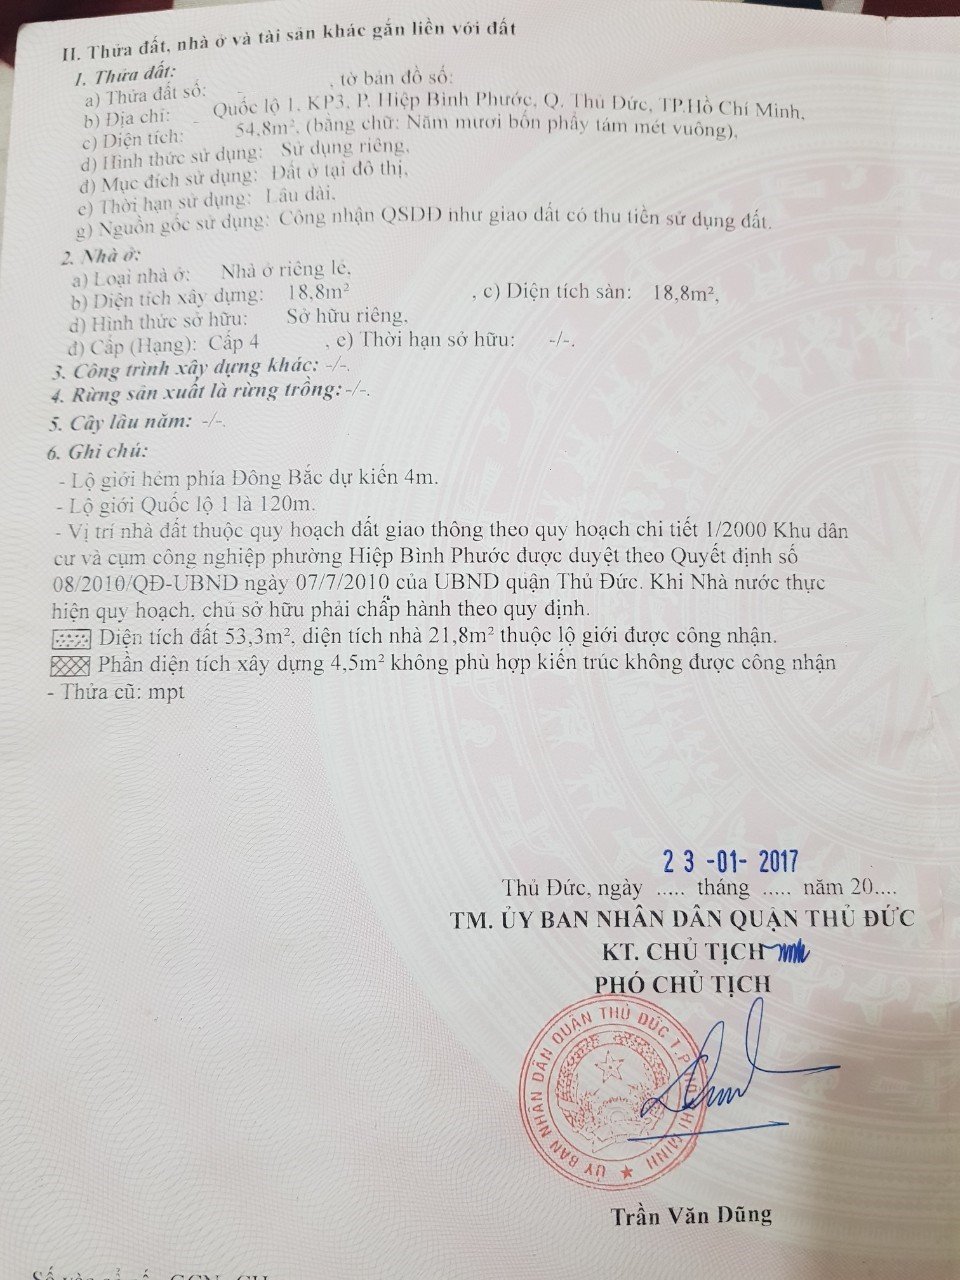 II. Thửa đất, nhà ở và tài sản khác gắn liền với đất
1. Thửa đất:
a) Thửa đất số: , tờ bản đồ số:
b) Địa chỉ: Quốc lộ 1, KP3, P. Hiệp Bình Phước, Q. Thủ Đức, TP.Hồ Chí Minh,
c) Diện tích: 54,8m², (bằng chữ: Năm mươi bốn phẩy tám mét vuông),
d) Hình thức sử dụng: Sử dụng riêng,
đ) Mục đích sử dụng: Đất ở tại đô thị,
e) Thời hạn sử dụng: Lâu dài,
g) Nguồn gốc sử dụng: Công nhận QSDĐ như giao đất có thu tiền sử dụng đất.
2. Nhà ở:
a) Loại nhà ở: Nhà ở riêng lẻ,
b) Diện tích xây dựng: 18,8m² , c) Diện tích sàn: 18,8m²,
d) Hình thức sở hữu: Sở hữu riêng,
đ) Cấp (Hạng): Cấp 4 , e) Thời hạn sở hữu: -/-.
3. Công trình xây dựng khác: -/-.
4. Rừng sản xuất là rừng trồng: -/-.
5. Cây lâu năm: -/-.
6. Ghi chú:
- Lộ giới hẻm phía Đông Bắc dự kiến 4m.
- Lộ giới Quốc lộ 1 là 120m.
- Vị trí nhà đất thuộc quy hoạch đất giao thông theo quy hoạch chi tiết 1/2000 Khu dân
cư và cụm công nghiệp phường Hiệp Bình Phước được duyệt theo Quyết định số
08/2010/QĐ-UBND ngày 07/7/2010 của UBND quận Thủ Đức. Khi Nhà nước thực
hiện quy hoạch, chủ sở hữu phải chấp hành theo quy định.
Diện tích đất 53,3m², diện tích nhà 21,8m² thuộc lộ giới được công nhận.
Phần diện tích xây dựng 4,5m² không phù hợp kiến trúc không được công nhận
- Thửa cũ: mpt
23 -01- 2017
Thủ Đức, ngày ..... tháng ..... năm 20....
TM. ỦY BAN NHÂN DÂN QUẬN THỦ ĐỨC
KT. CHỦ TỊCH
PHÓ CHỦ TỊCH
ỦY BAN NHÂN DÂN QUẬN THỦ ĐỨC T.P HỒ CHÍ MINH
Trần Văn Dũng